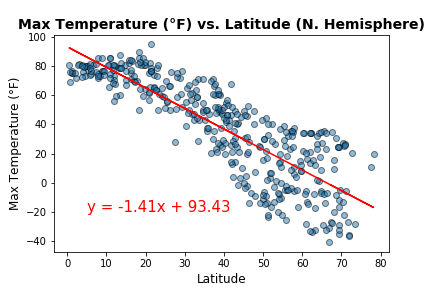 Max Temperature (°F) vs. Latitude (N. Hemisphere)
Max Temperature (°F)
100
80
60
40
20
0
−20
−40
y = -1.41x + 93.43
0 10 20 30 40 50 60 70 80
Latitude